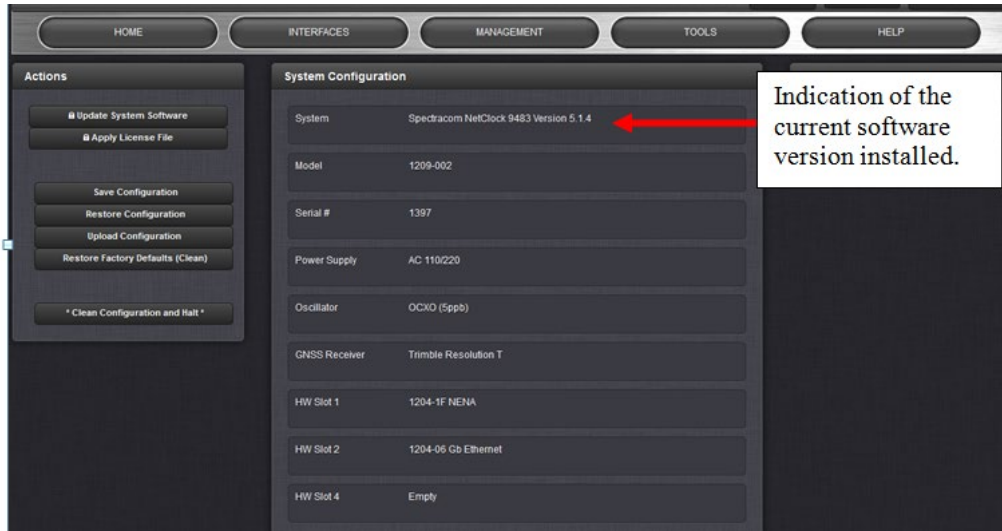 HOME INTERFACES MANAGEMENT TOOLS HELP
Actions
Update System Software
Apply License File
Save Configuration
Restore Configuration
Upload Configuration
Restore Factory Defaults (Clean)
* Clean Configuration and Halt *
System Configuration
System Spectracom NetClock 9483 Version 5.1.4
Model 1209-002
Serial # 1397
Power Supply AC 110/220
Oscillator OCXO (5ppb)
GNSS Receiver Trimble Resolution T
HW Slot 1 1204-1F NENA
HW Slot 2 1204-06 Gb Ethernet
HW Slot 4 Empty
Indication of the
current software
version installed.